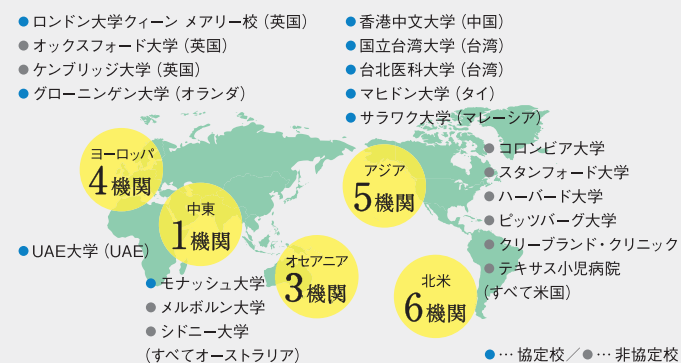 ● ロンドン大学クィーン メアリー校（英国）
● オックスフォード大学（英国）
● ケンブリッジ大学（英国）
● グローニンゲン大学（オランダ）
● 香港中文大学（中国）
● 国立台湾大学（台湾）
● 台北医科大学（台湾）
● マヒドン大学（タイ）
● サラワク大学（マレーシア）
ヨーロッパ
4機関
中東
1機関
アジア
5機関
オセアニア
3機関
北米
6機関
● コロンビア大学
● スタンフォード大学
● ハーバード大学
● ピッツバーグ大学
● クリーブランド・クリニック
● テキサス小児病院
（すべて米国）
● UAE大学（UAE）
● モナッシュ大学
● メルボルン大学
● シドニー大学
（すべてオーストラリア）
● … 協定校／● … 非協定校